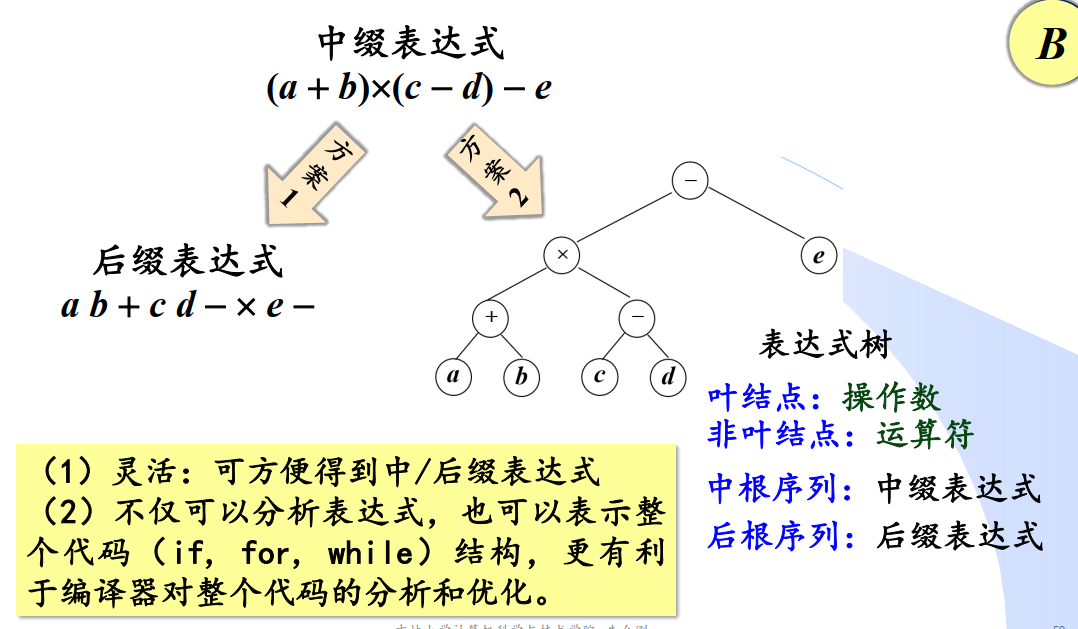 中缀表达式
B
(a + b)×(c − d) − e
方案1
方案2
后缀表达式
a b + c d − × e −
−
×
e
+
−
a
b
c
d
表达式树
叶结点：操作数
非叶结点：运算符
中根序列：中缀表达式
后根序列：后缀表达式
（1）灵活：可方便得到中/后缀表达式
（2）不仅可以分析表达式，也可以表示整
个代码（if, for, while）结构，更有利
于编译器对整个代码的分析和优化。